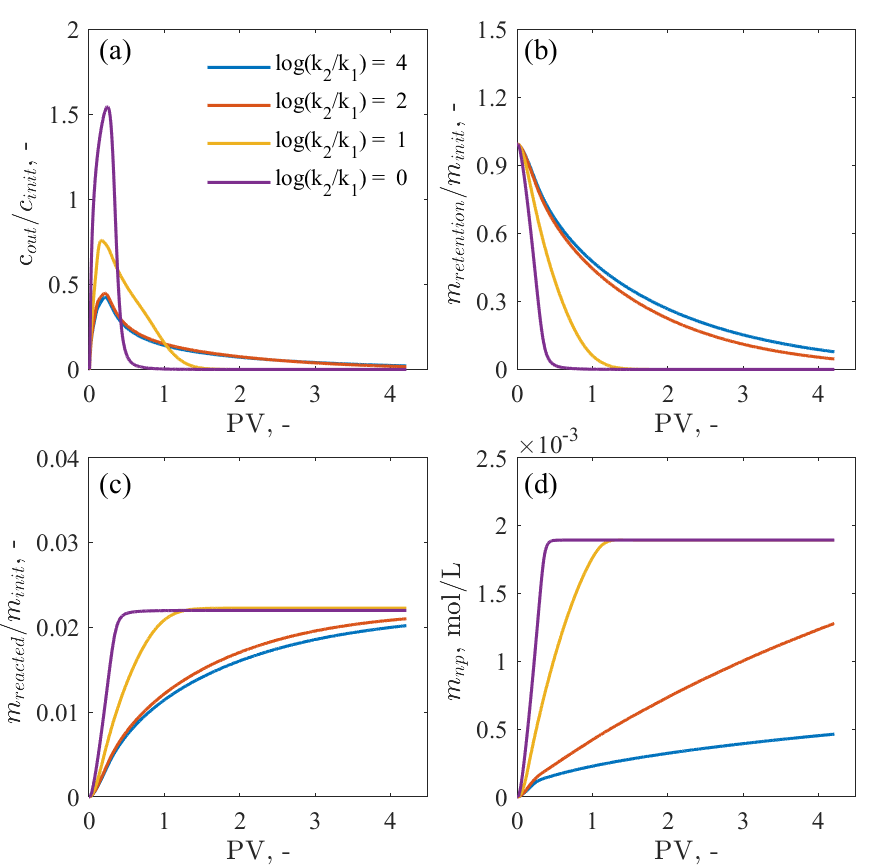 (a)
log(k2/k1) = 4
log(k2/k1) = 2
log(k2/k1) = 1
log(k2/k1) = 0
2
1.5
1
0.5
0
cout/cinit, -
0 1 2 3 4
PV, -
(b)
1.5
1.2
0.9
0.6
0.3
0
mretention/minit, -
0 1 2 3 4
PV, -
(c)
0.04
0.03
0.02
0.01
0
mreacted/minit, -
0 1 2 3 4
PV, -
×10-3
(d)
2.5
2
1.5
1
0.5
0
mnp, mol/L
0 1 2 3 4
PV, -